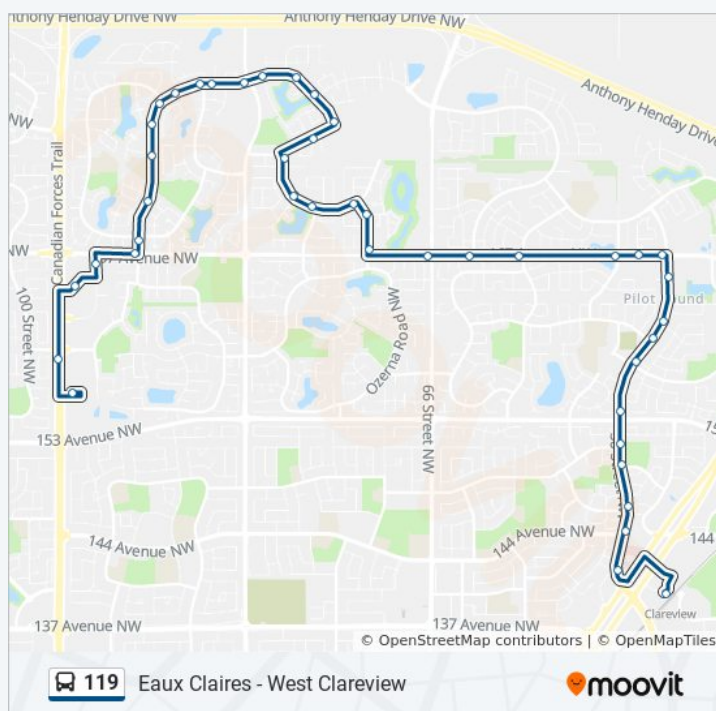 nthony Henday Drive NW
Anthony Henday Drive NW
Anthony Henday Drive
NW
Canadian Forces Trail
NW
Avenue NW
Pilot
100 Street NW
Ozerna Road NW
66 Street NW
153 Avenue NW
15
144 Avenue NW
144 Avenue NW
144
Clareview
137 Avenue NW
137 Avenue NW
© OpenStreetMap contributors | © OpenMapTiles
119 Eaux Claires - West Clareview
moovit